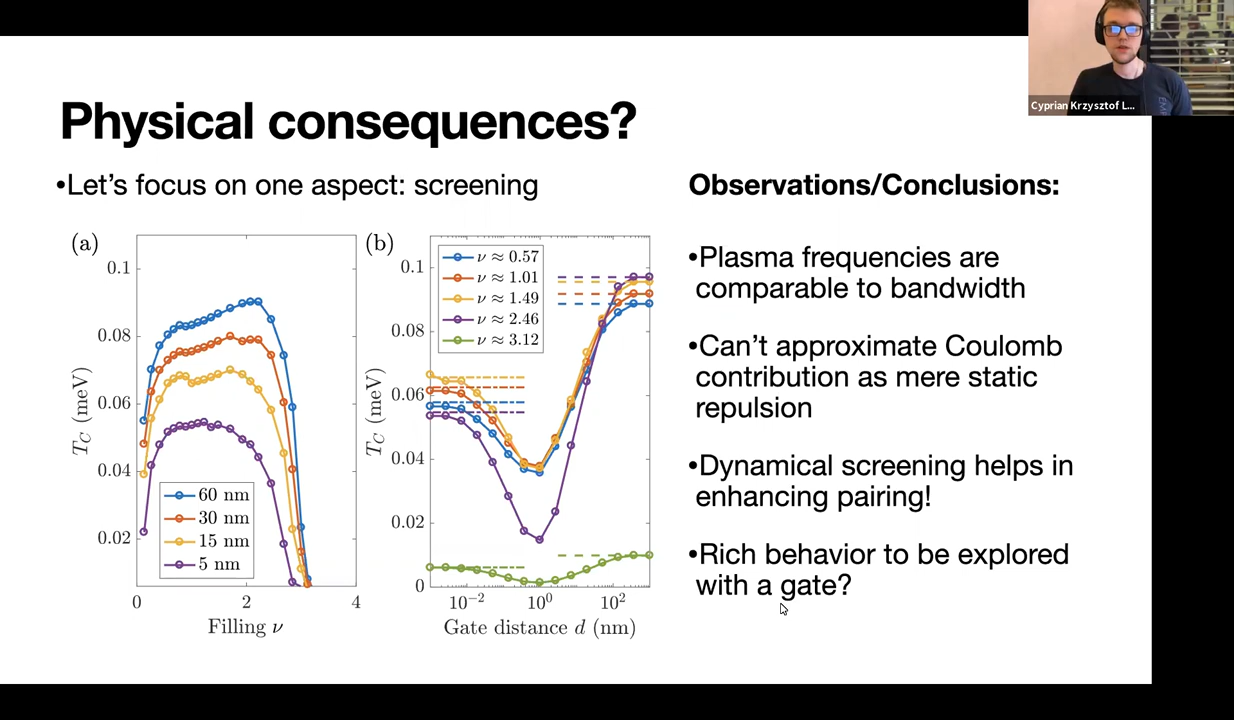 Cyprian Krzysztof L...
Physical consequences?
•Let's focus on one aspect: screening
(a)
0.1
0.08
0.06
0.04
0.02
T_C (meV)
60 nm
30 nm
15 nm
5 nm
0
2
4
Filling ν
(b)
0.1
0.08
0.06
0.04
0.02
0
T_C (meV)
ν ≈ 0.57
ν ≈ 1.01
ν ≈ 1.49
ν ≈ 2.46
ν ≈ 3.12
10⁻²
10⁰
10²
Gate distance d (nm)
Observations/Conclusions:
•Plasma frequencies are
comparable to bandwidth
•Can't approximate Coulomb
contribution as mere static
repulsion
•Dynamical screening helps in
enhancing pairing!
•Rich behavior to be explored
with a gate?